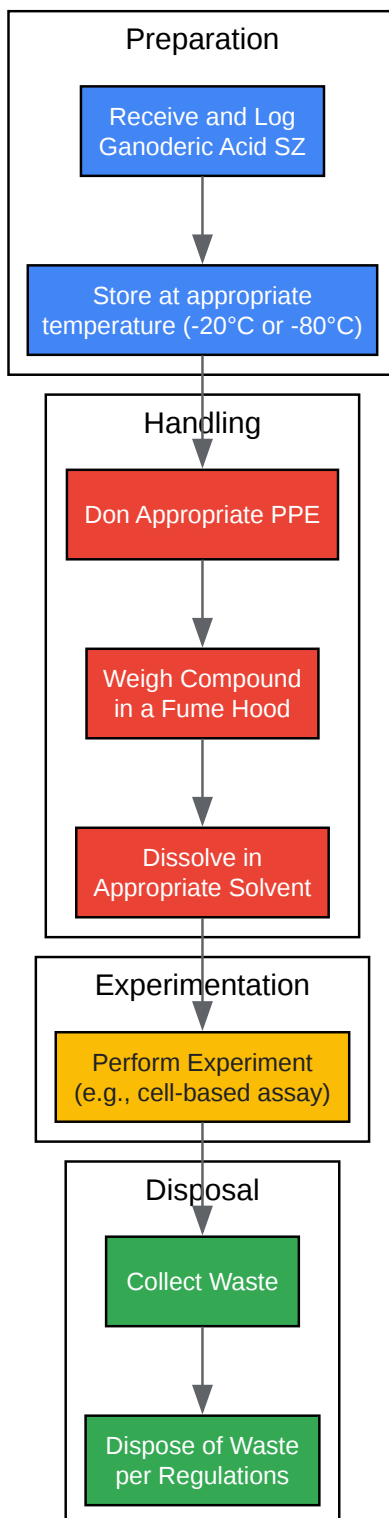 Preparation
Receive and Log
Ganoderic Acid SZ
Store at appropriate
temperature (-20°C or -80°C)
Handling
Don Appropriate PPE
Weigh Compound
in a Fume Hood
Dissolve in
Appropriate Solvent
Experimentation
Perform Experiment
(e.g., cell-based assay)
Disposal
Collect Waste
Dispose of Waste
per Regulations